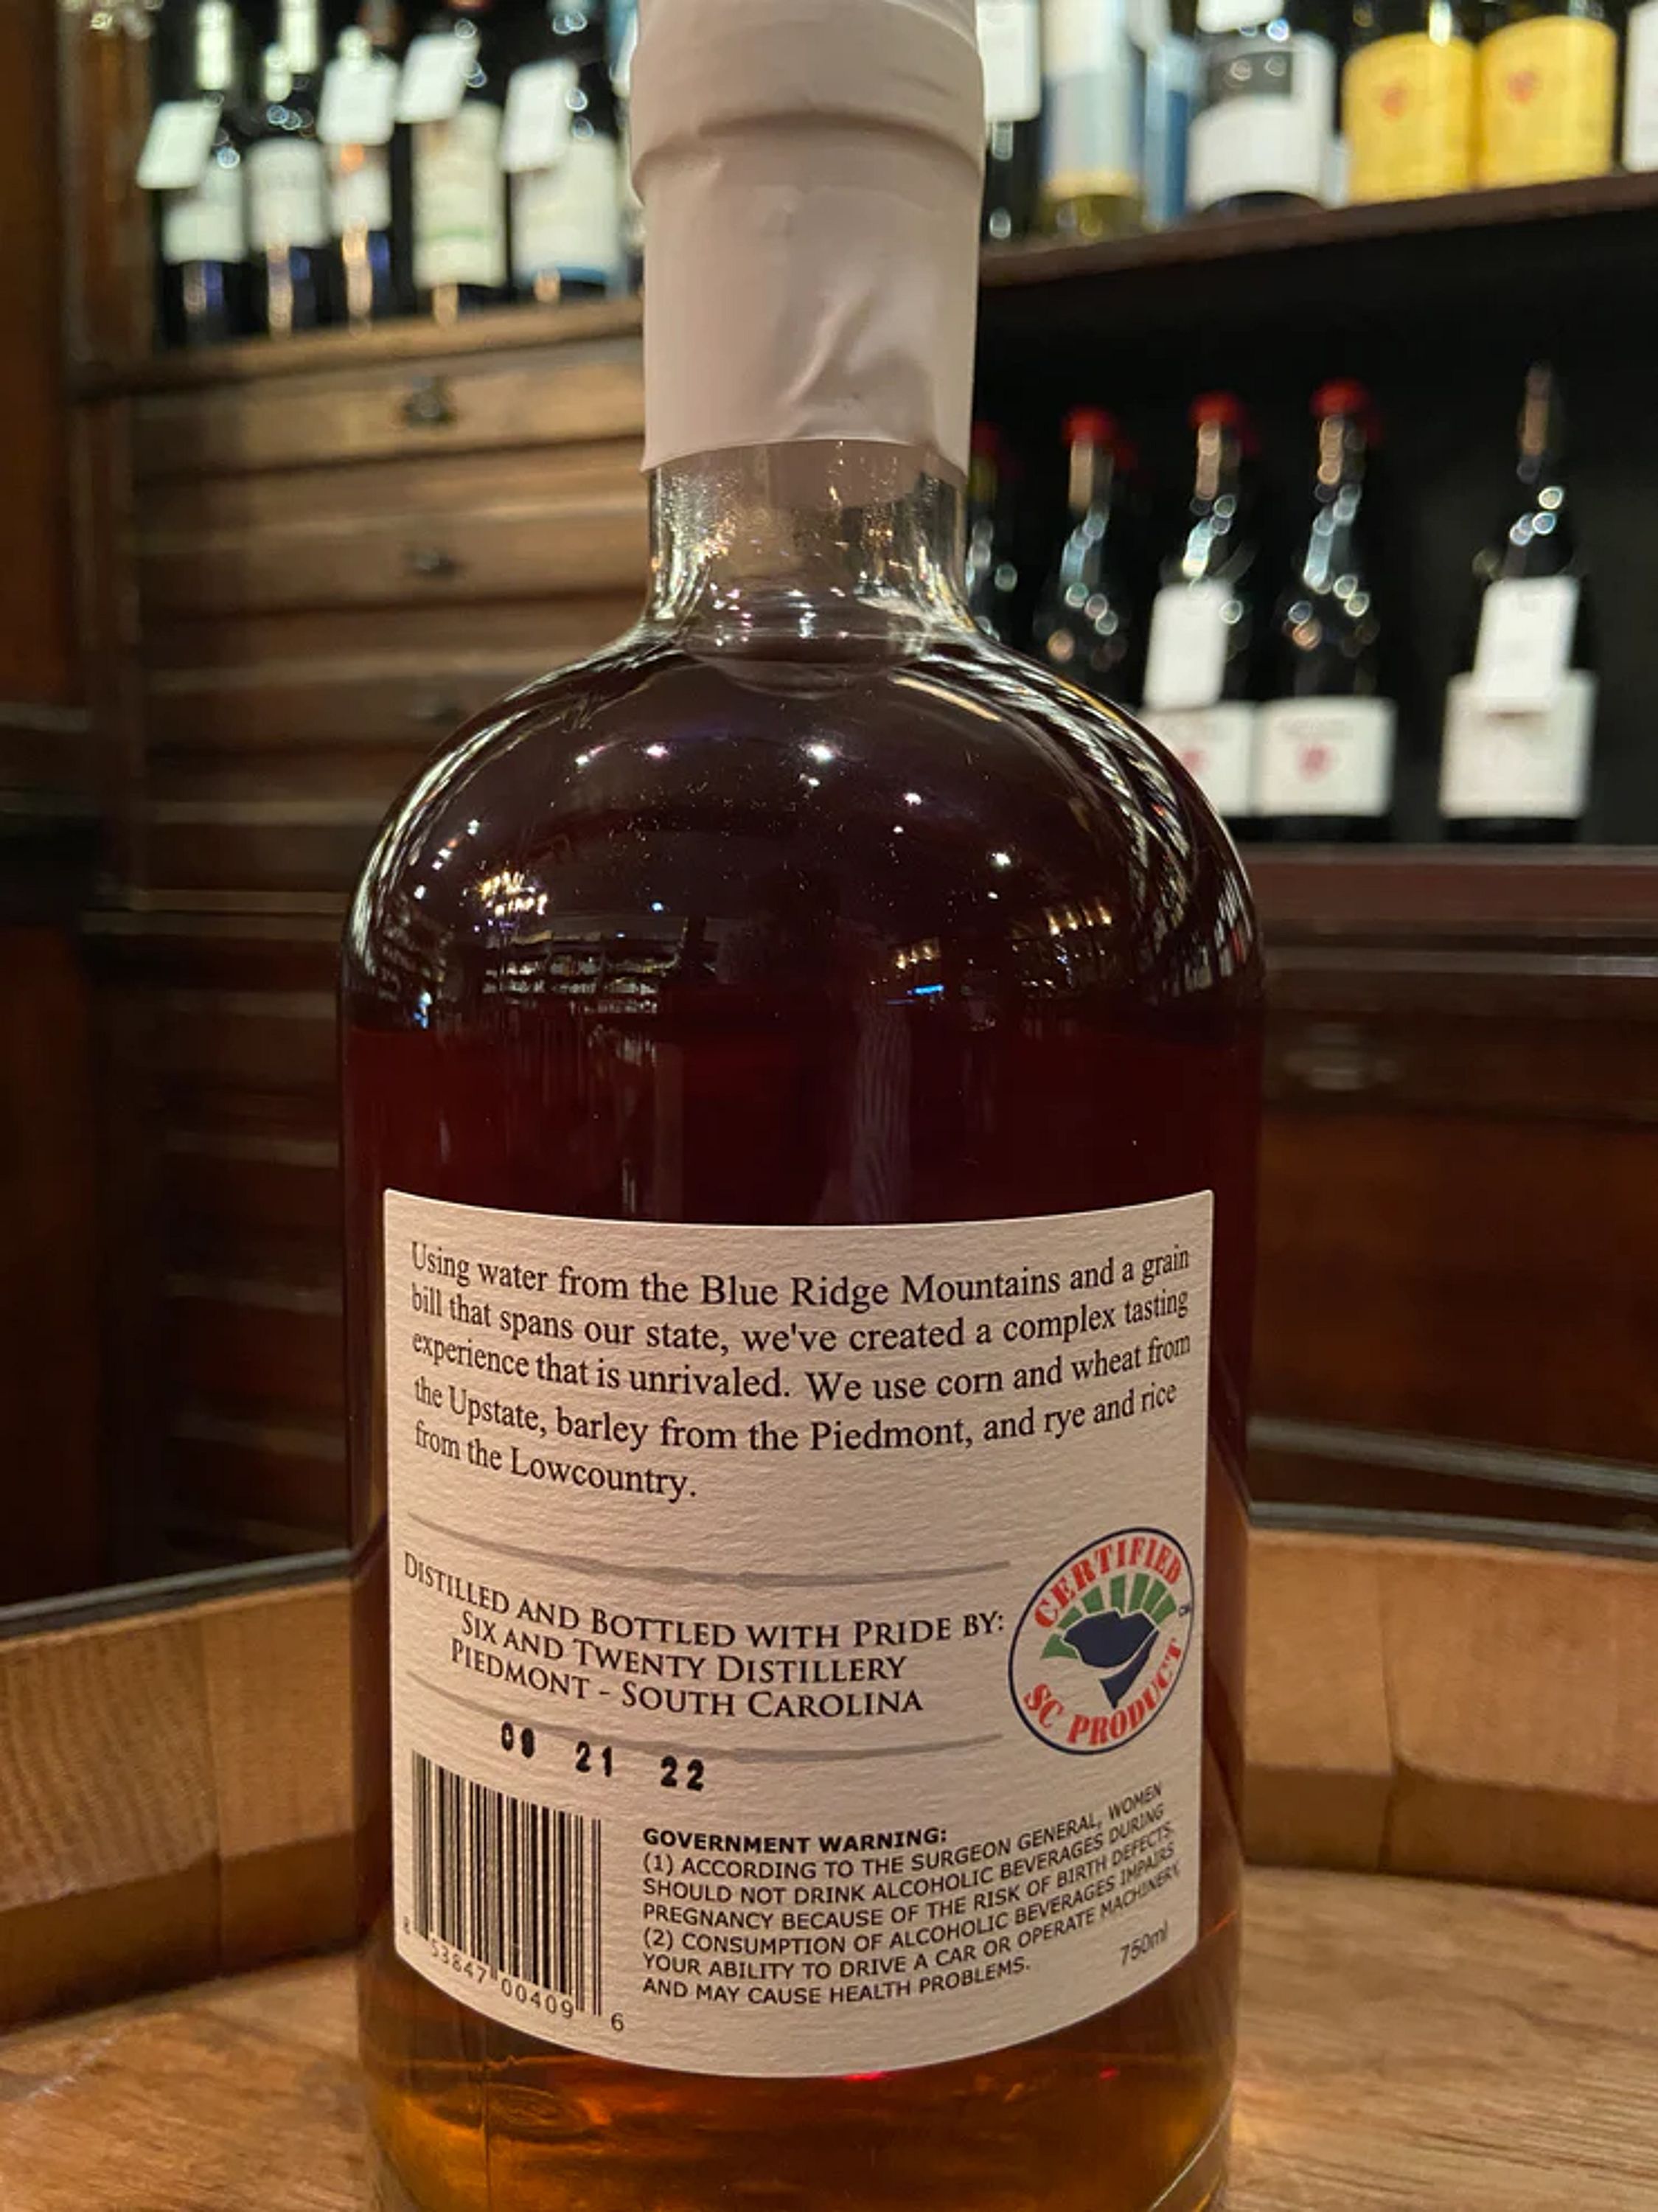 Using water from the Blue Ridge Mountains and a grain
bill that spans our state, we've created a complex tasting
experience that is unrivaled. We use corn and wheat from
the Upstate, barley from the Piedmont, and rye and rice
from the Lowcountry.
DISTILLED AND BOTTLED WITH PRIDE BY:
SIX AND TWENTY DISTILLERY
PIEDMONT - SOUTH CAROLINA
CERTIFIED
SC PRODUCT
09 21 22
GOVERNMENT WARNING:
(1) ACCORDING TO THE SURGEON GENERAL, WOMEN
SHOULD NOT DRINK ALCOHOLIC BEVERAGES DURING
PREGNANCY BECAUSE OF THE RISK OF BIRTH DEFECTS.
(2) CONSUMPTION OF ALCOHOLIC BEVERAGES IMPAIRS
YOUR ABILITY TO DRIVE A CAR OR OPERATE MACHINERY,
AND MAY CAUSE HEALTH PROBLEMS.
750ml
8 53847 00409 6